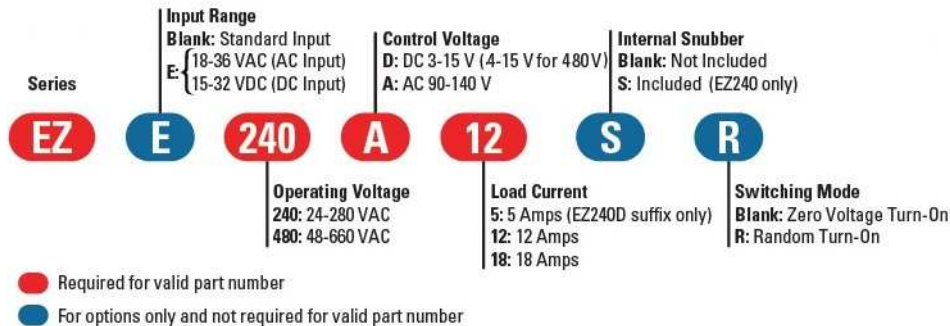 Input Range
Blank: Standard Input
E: { 18-36 VAC (AC Input)
15-32 VDC (DC Input)
Control Voltage
D: DC 3-15 V (4-15 V for 480V)
A: AC 90-140 V
Internal Snubber
Blank: Not Included
S: Included (EZ240 only)
Series
EZ E 240 A 12 S R
Operating Voltage
240: 24-280 VAC
480: 48-660 VAC
Load Current
5: 5 Amps (EZ240D suffix only)
12: 12 Amps
18: 18 Amps
Switching Mode
Blank: Zero Voltage Turn-On
R: Random Turn-On
Required for valid part number
For options only and not required for valid part number